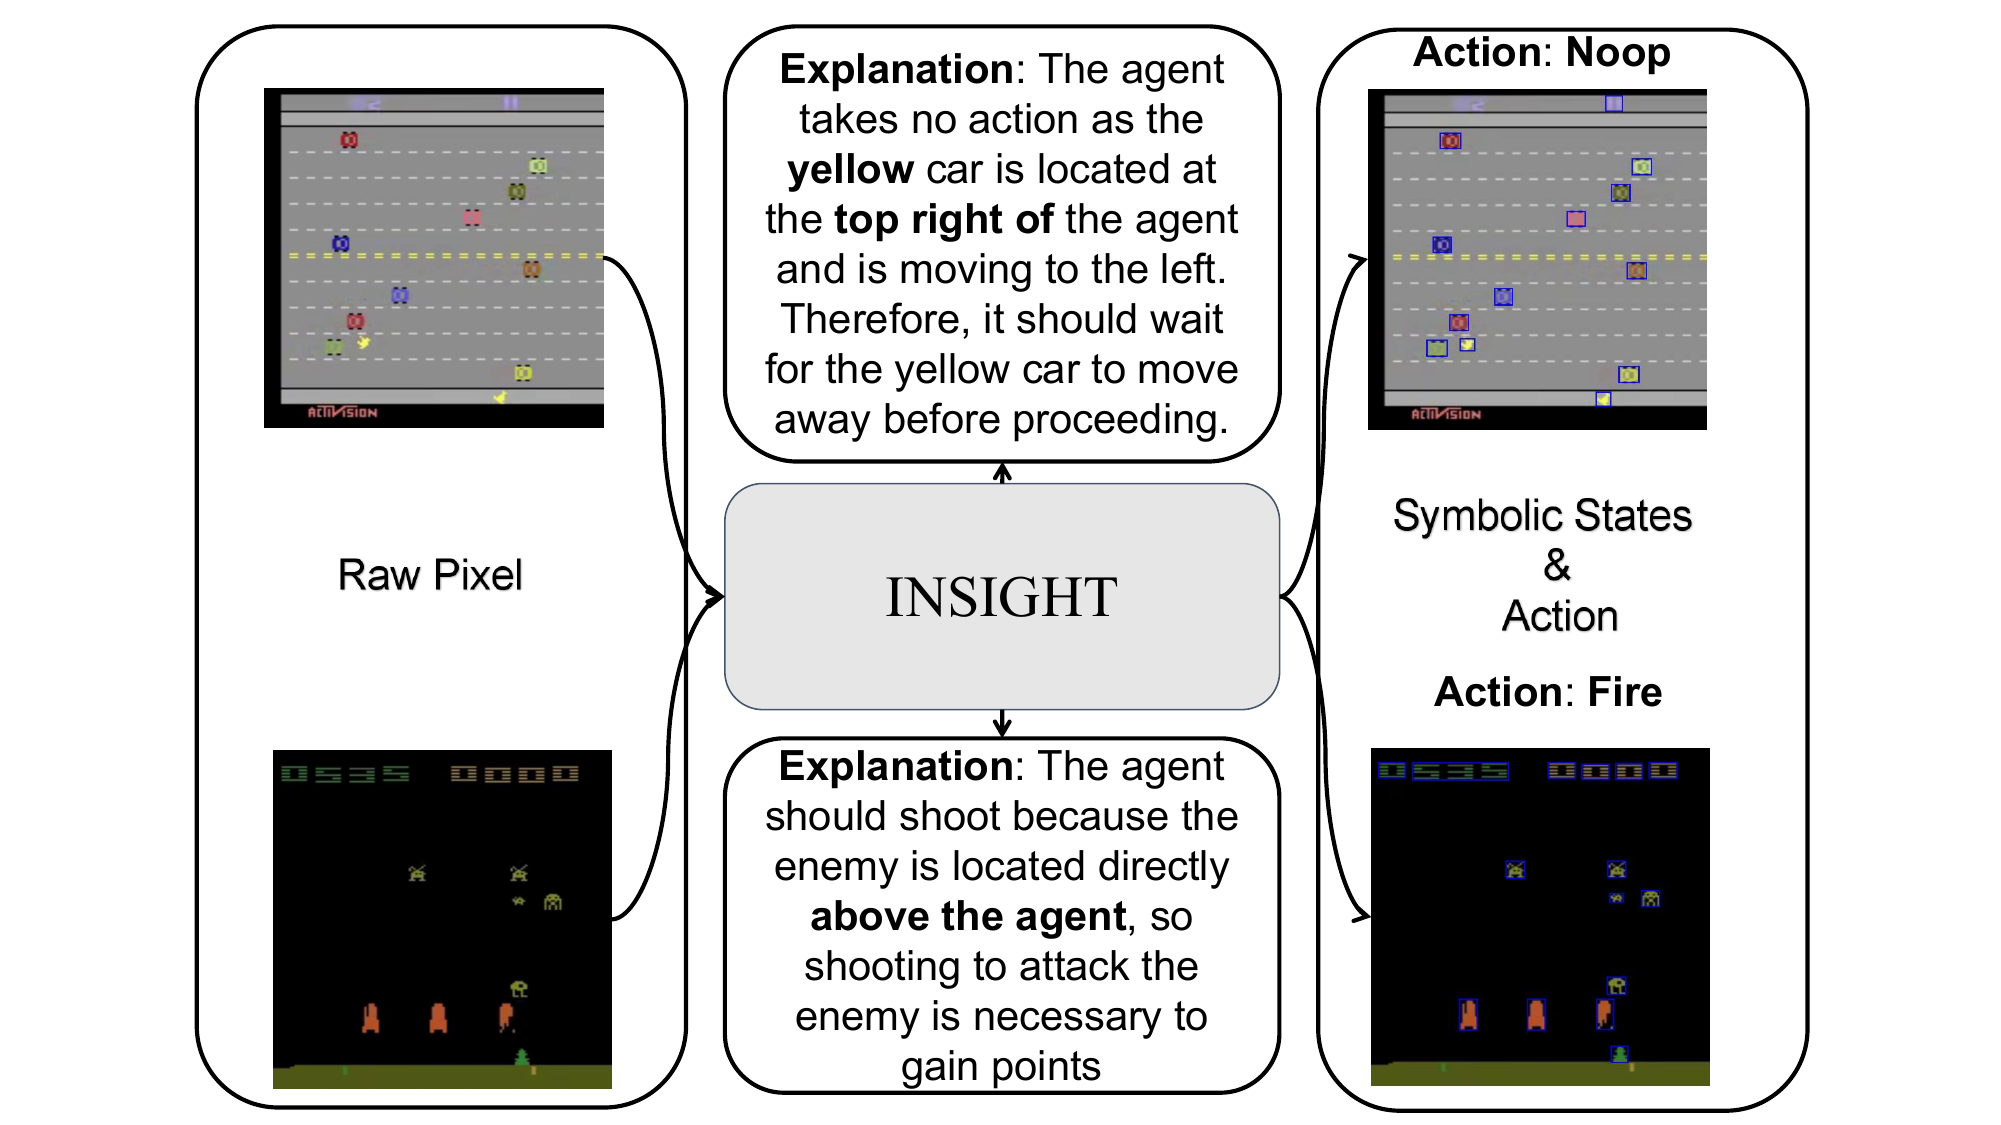 Raw Pixel
ACTIVISION
0535 0000
Explanation: The agent
takes no action as the
yellow car is located at
the top right of the agent
and is moving to the left.
Therefore, it should wait
for the yellow car to move
away before proceeding.
INSIGHT
Explanation: The agent
should shoot because the
enemy is located directly
above the agent, so
shooting to attack the
enemy is necessary to
gain points
Action: Noop
ACTIVISION
Symbolic States
&
Action
Action: Fire
0535 0000